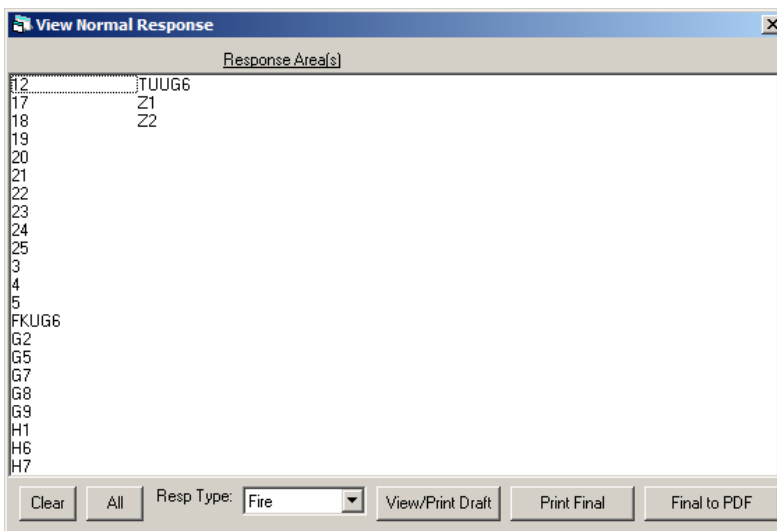 View Normal Response
Response Area(s)
12 TUUG6
17 Z1
18 Z2
19
20
21
22
23
24
25
3
4
5
FKUG6
G2
G5
G7
G8
G9
H1
H6
H7
Clear All Resp Type: Fire View/Print Draft Print Final Final to PDF